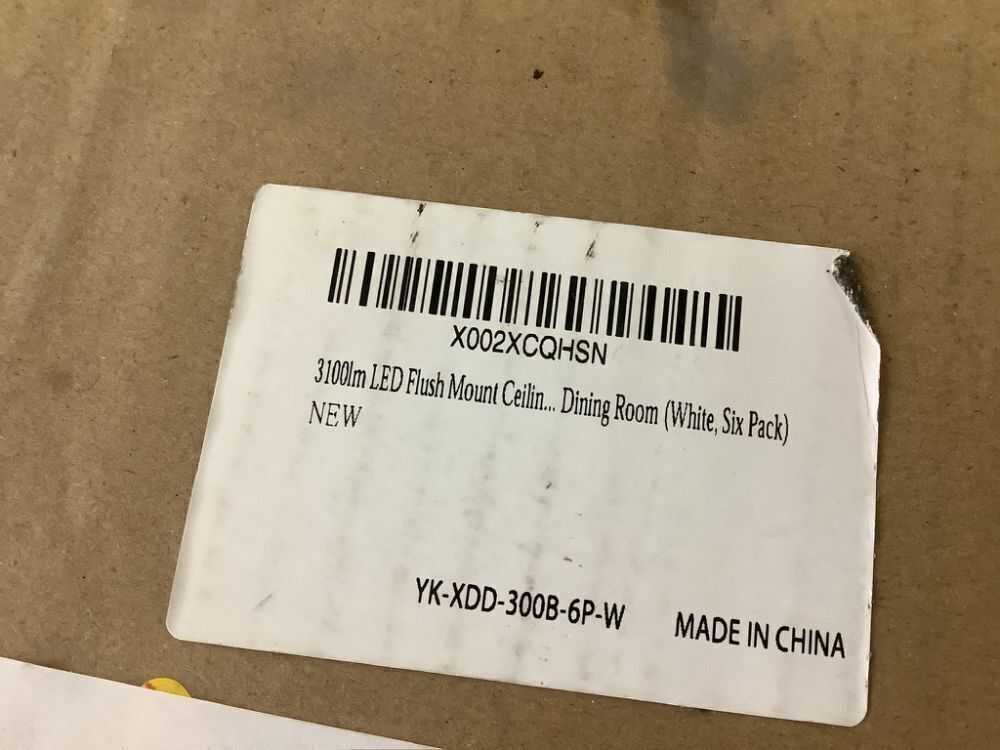 X002XCQHSN
3100lm LED Flush Mount Ceilin... Dining Room (White, Six Pack)
NEW
YK-XDD-300B-6P-W MADE IN CHINA